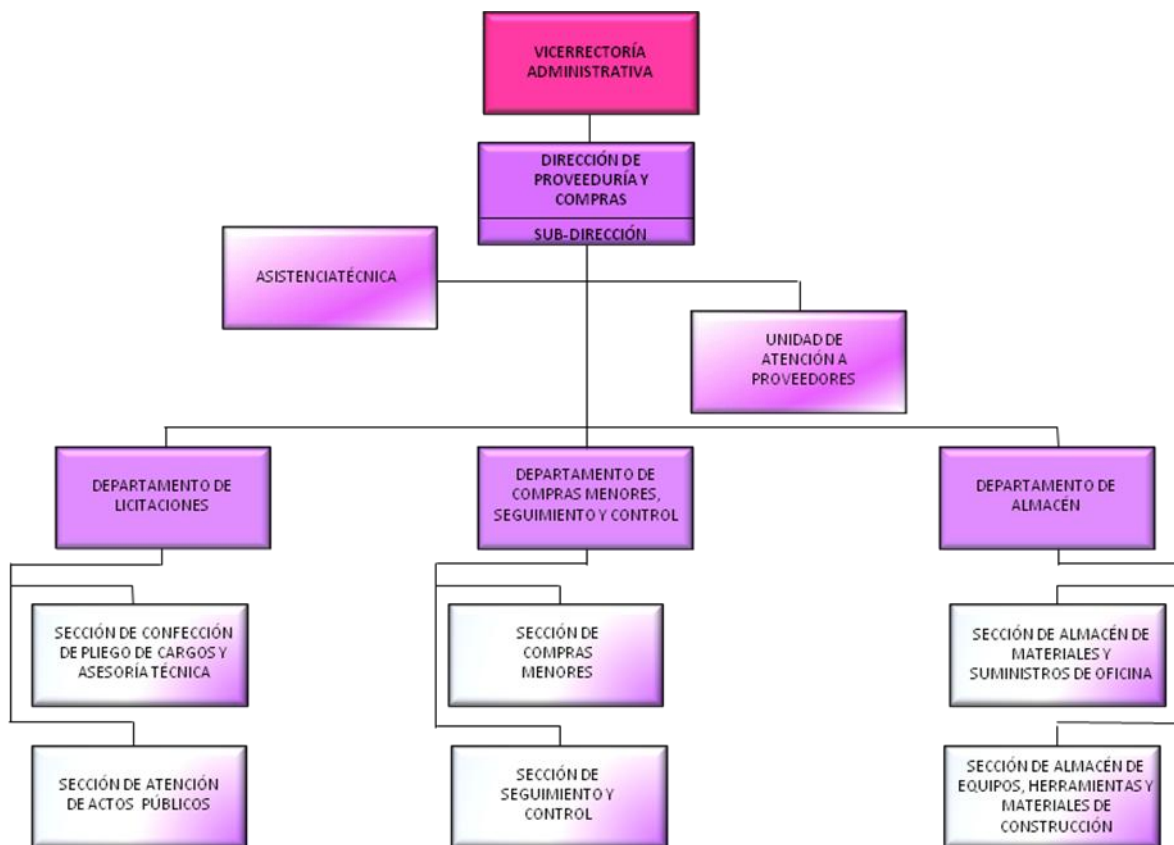 VICERRECTORÍA
ADMINISTRATIVA
DIRECCIÓN DE
PROVEEDURÍA Y
COMPRAS
SUB-DIRECCIÓN
ASISTENCIA TÉCNICA
UNIDAD DE
ATENCIÓN A
PROVEEDORES
DEPARTAMENTO DE
LICITACIONES
DEPARTAMENTO DE
COMPRAS MENORES,
SEGUIMIENTO Y CONTROL
DEPARTAMENTO DE
ALMACÉN
SECCIÓN DE CONFECCIÓN
DE PLIEGO DE CARGOS Y
ASESORÍA TÉCNICA
SECCIÓN DE
COMPRAS
MENORES
SECCIÓN DE ALMACÉN DE
MATERIALES Y
SUMINISTROS DE OFICINA
SECCIÓN DE ATENCIÓN
DE ACTOS PÚBLICOS
SECCIÓN DE
SEGUIMIENTO Y
CONTROL
SECCIÓN DE ALMACÉN DE
EQUIPOS, HERRAMIENTAS Y
MATERIALES DE
CONSTRUCCIÓN